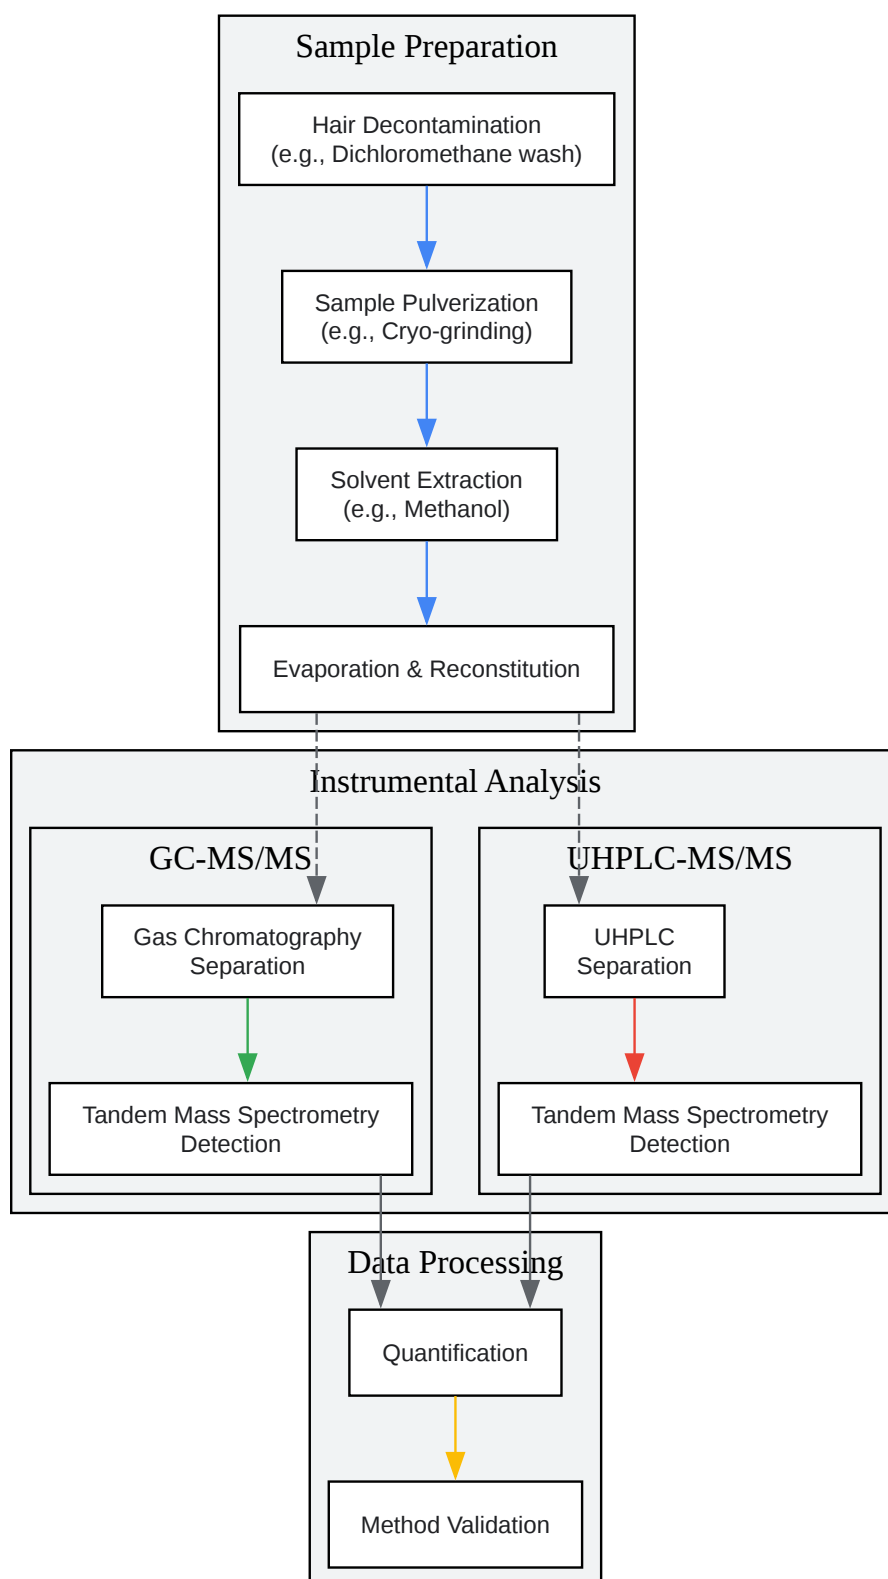 Sample Preparation
Hair Decontamination
(e.g., Dichloromethane wash)
Sample Pulverization
(e.g., Cryo-grinding)
Solvent Extraction
(e.g., Methanol)
Evaporation & Reconstitution
Instrumental Analysis
GC-MS/MS
Gas Chromatography
Separation
Tandem Mass Spectrometry
Detection
UHPLC-MS/MS
UHPLC
Separation
Tandem Mass Spectrometry
Detection
Data Processing
Quantification
Method Validation